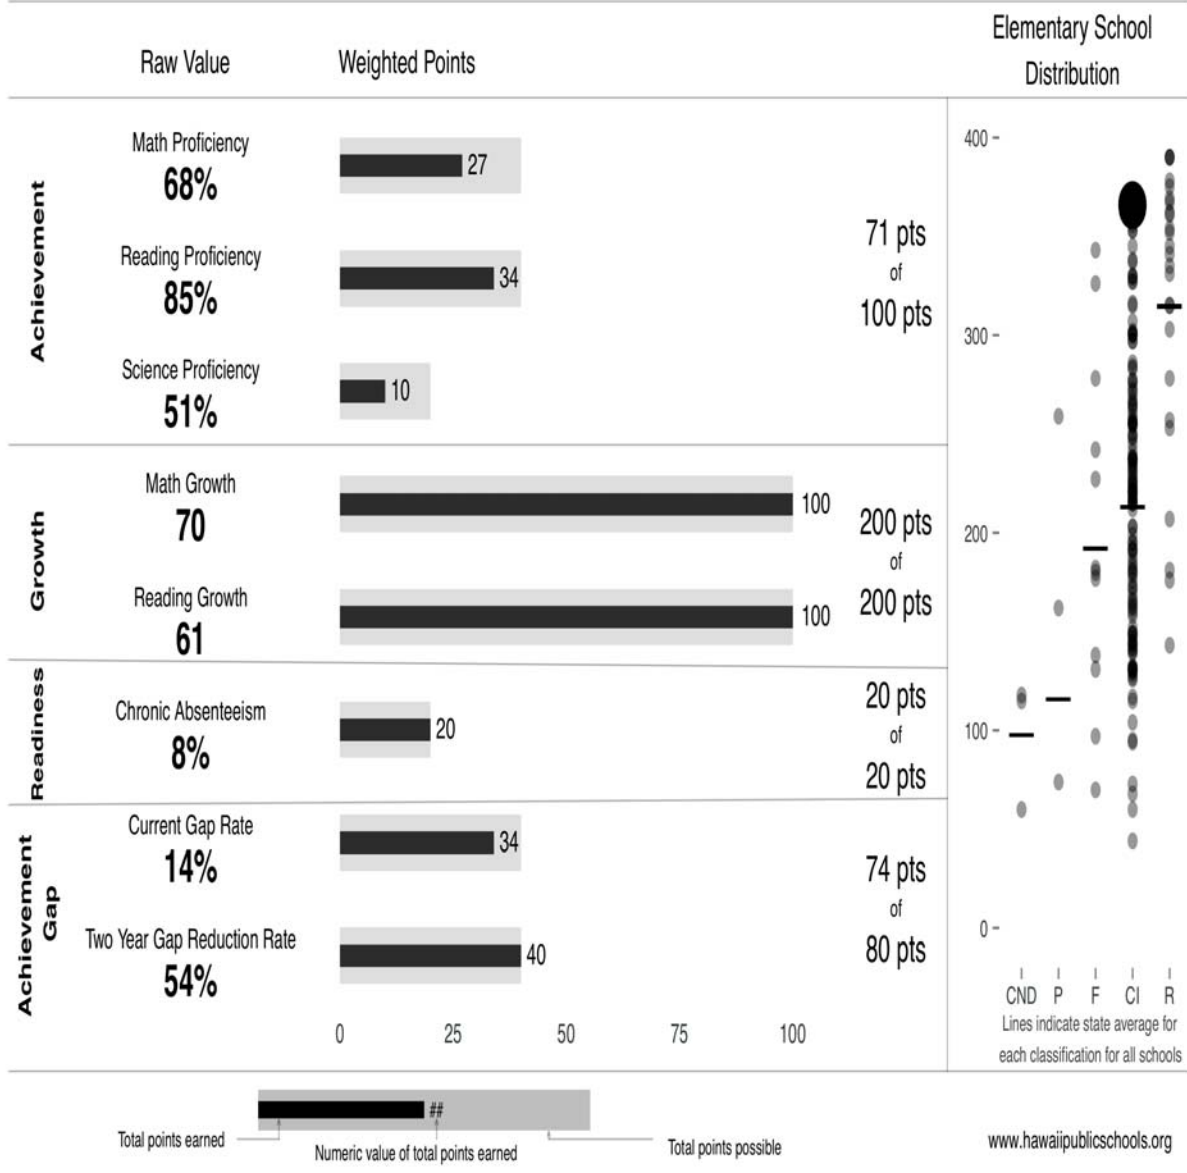 Raw Value
Weighted Points
Elementary School
Distribution
Achievement
Math Proficiency
68%
27
Reading Proficiency
85%
34
Science Proficiency
51%
10
71 pts
of
100 pts
Growth
Math Growth
70
100
Reading Growth
61
100
200 pts
of
200 pts
Readiness
Chronic Absenteeism
8%
20
20 pts
of
20 pts
Achievement
Gap
Current Gap Rate
14%
34
Two Year Gap Reduction Rate
54%
40
74 pts
of
80 pts
0 25 50 75 100
400
300
200
100
0
CND P F CI R
Lines indicate state average for
each classification for all schools
##
Total points earned
Numeric value of total points earned
Total points possible
www.hawaiipublicschools.org